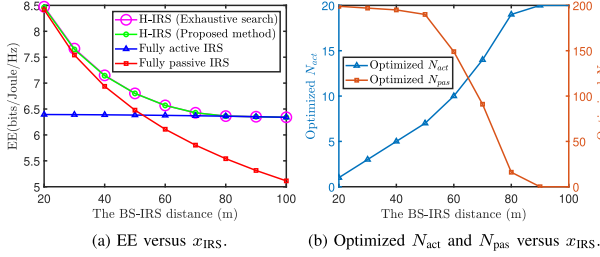 8.5
8
7.5
7
6.5
6
5.5
5
EE(bits/Joule/Hz)
H-IRS (Exhaustive search)
H-IRS (Proposed method)
Fully active IRS
Fully passive IRS
20 30 40 50 60 70 80 90 100
The BS-IRS distance (m)
(a) EE versus xIRS.
20
15
10
5
0
Optimized Nact
Optimized Nact
Optimized Npas
200
150
100
50
0
Optimized N
20 30 40 50 60 70 80 90 100
The BS-IRS distance (m)
(b) Optimized Nact and Npas versus xIRS.